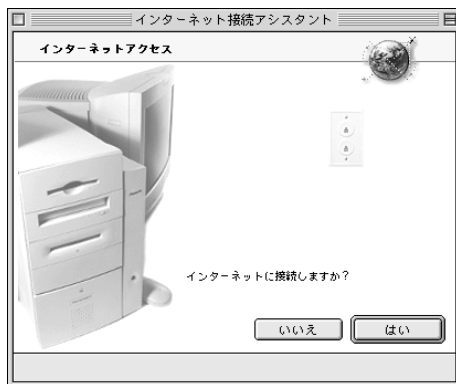 インターネット接続アシスタント
インターネットアクセス
インターネットに接続しますか？
いいえ
はい